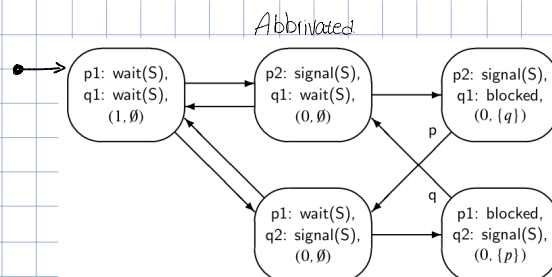 Abbrivated
p1: wait(S),
q1: wait(S),
(1,∅)
p2: signal(S),
q1: wait(S),
(0,∅)
p2: signal(S),
q1: blocked,
(0,{q})
p
q
p1: wait(S),
q2: signal(S),
(0,∅)
p1: blocked,
q2: signal(S),
(0,{p})